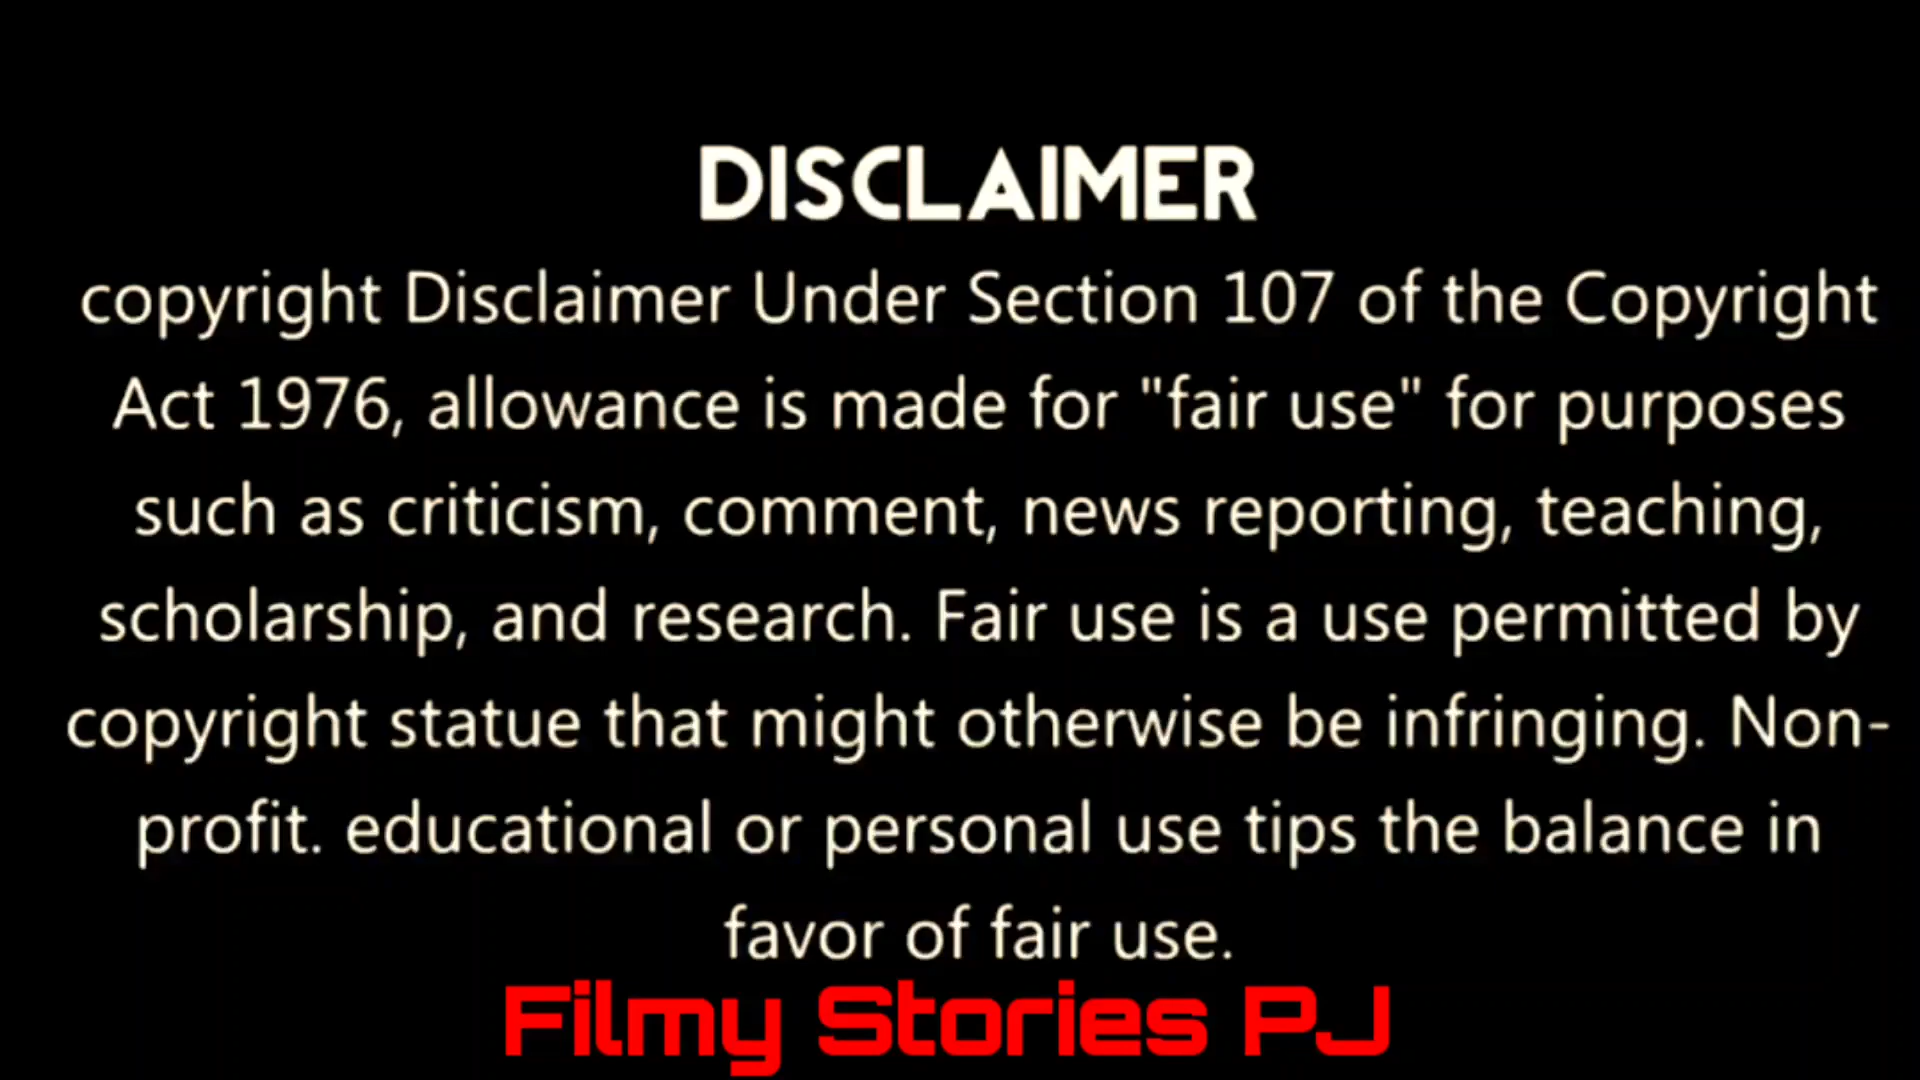 DISCLAIMER
copyright Disclaimer Under Section 107 of the Copyright
Act 1976, allowance is made for "fair use" for purposes
such as criticism, comment, news reporting, teaching,
scholarship, and research. Fair use is a use permitted by
copyright statue that might otherwise be infringing. Non-
profit. educational or personal use tips the balance in
favor of fair use.
Filmy Stories PJ